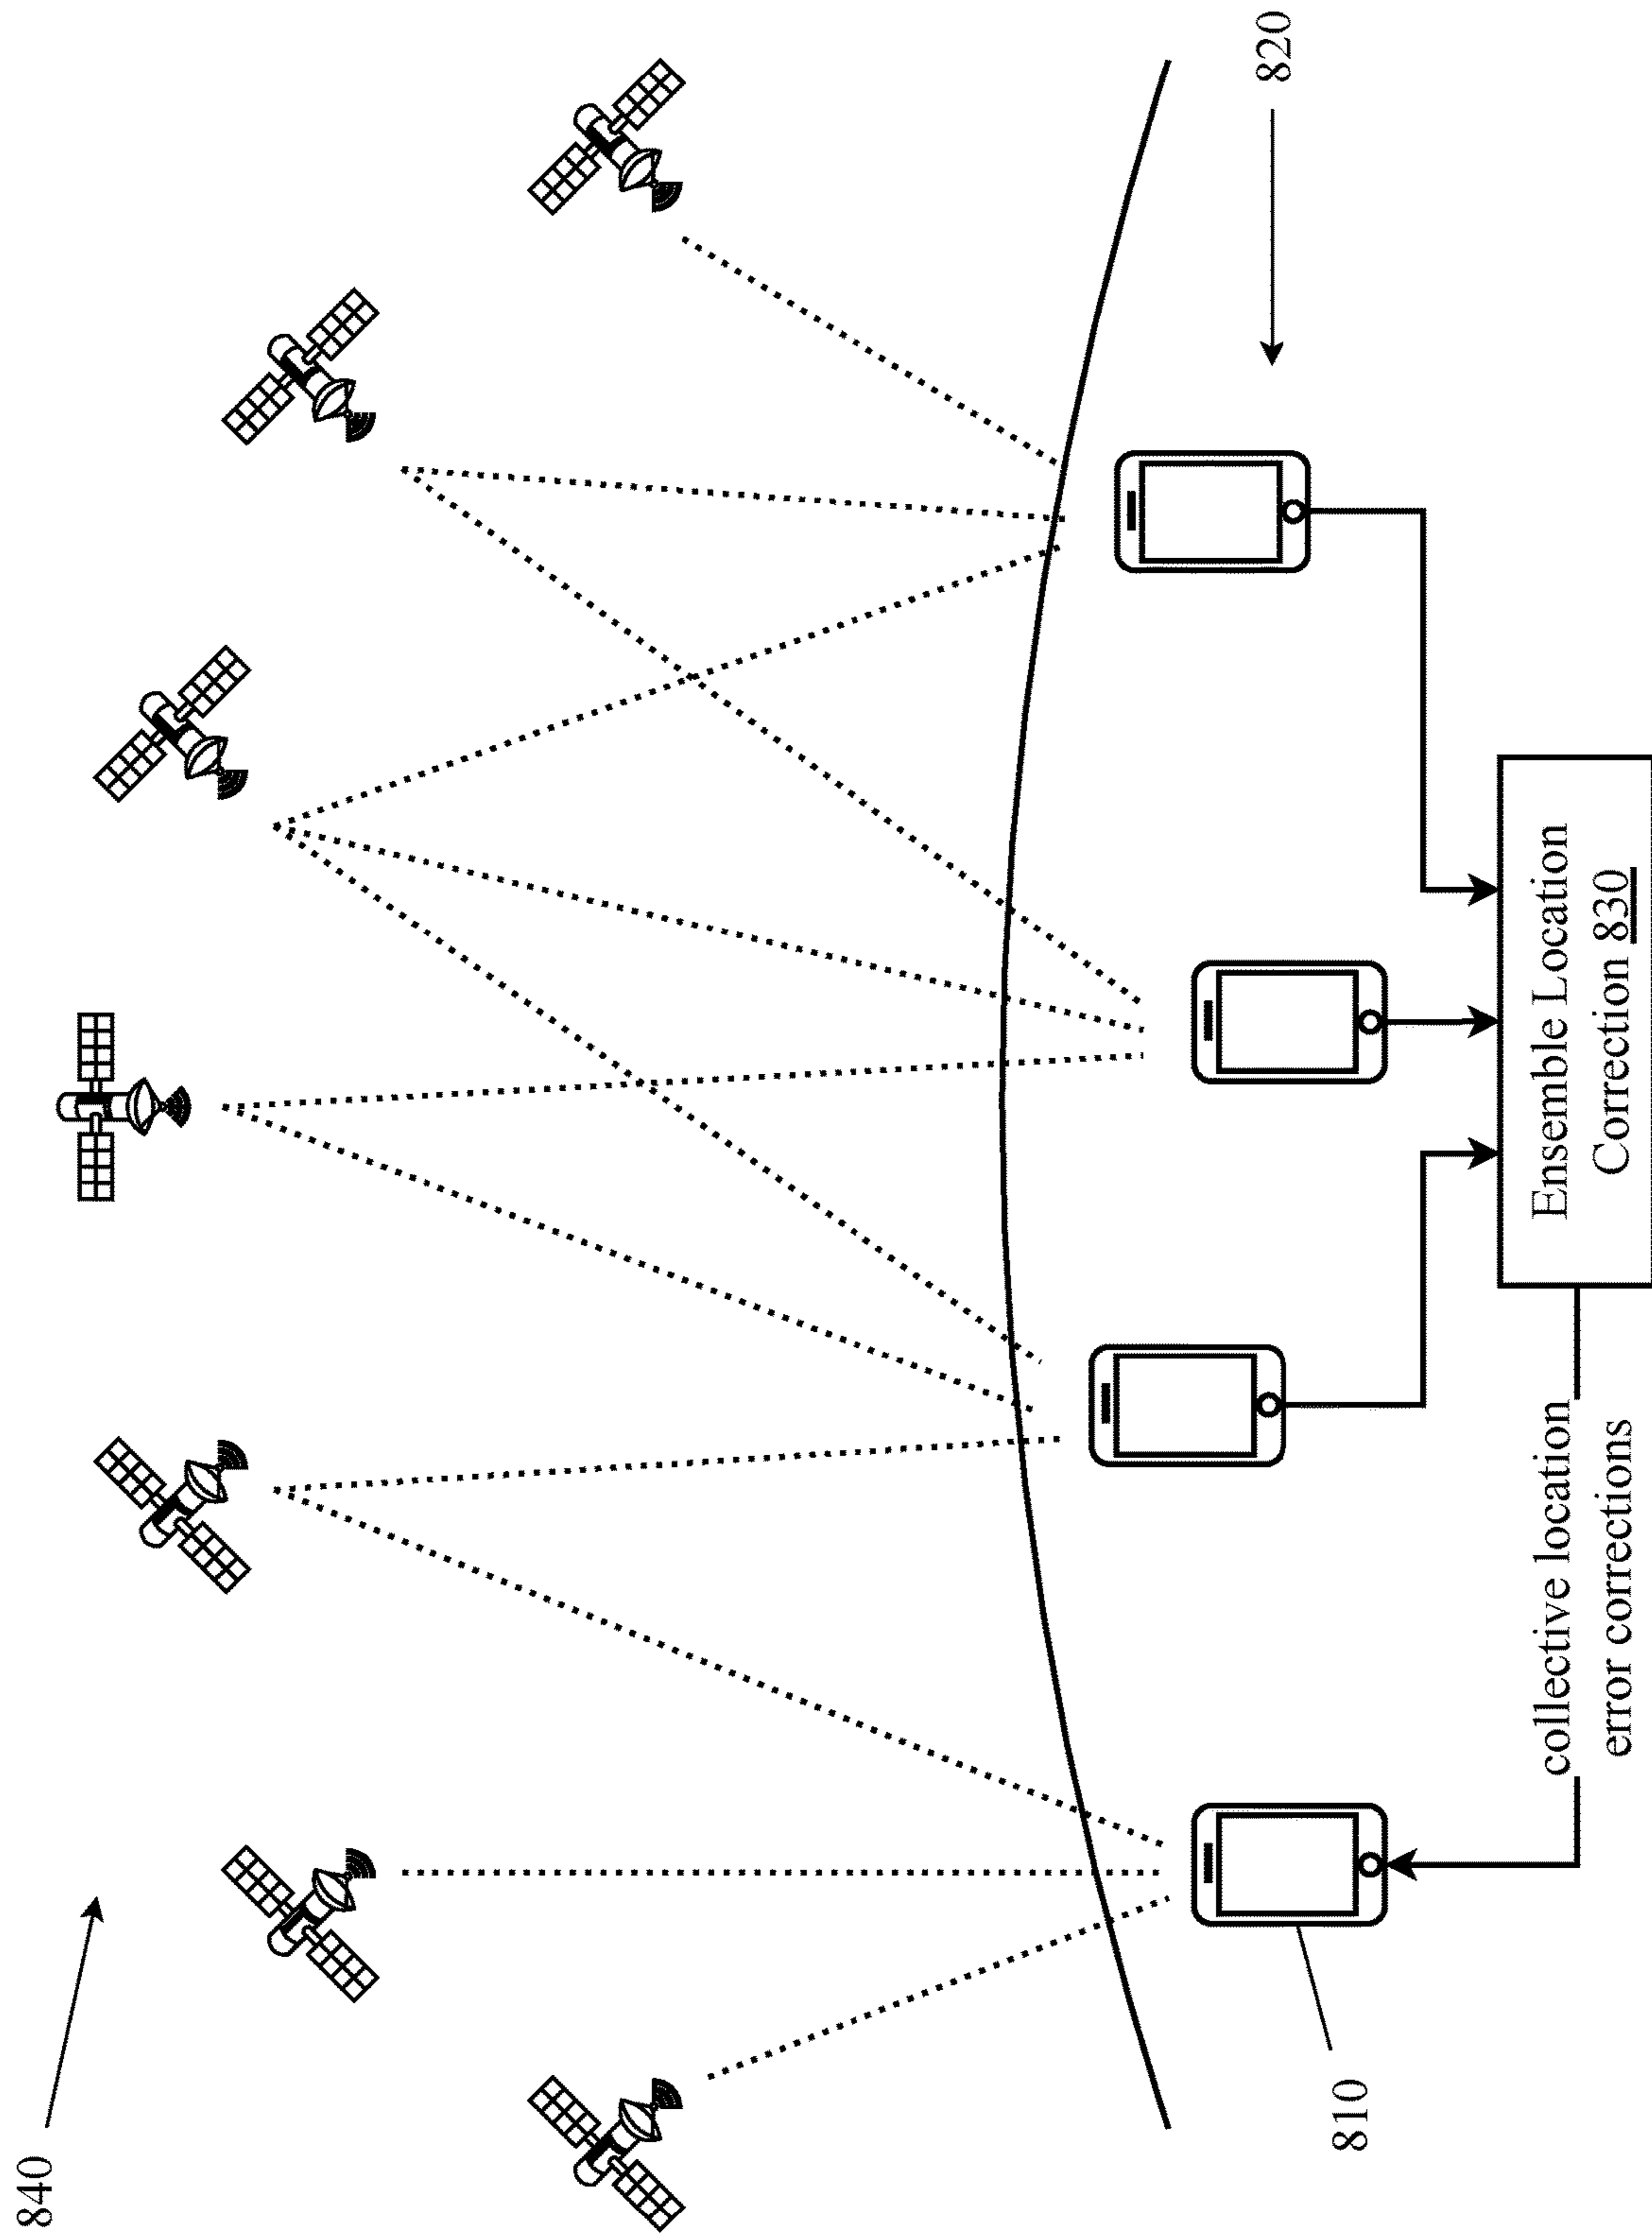 840
820
810
collective location
error corrections
Ensemble Location
Correction 830